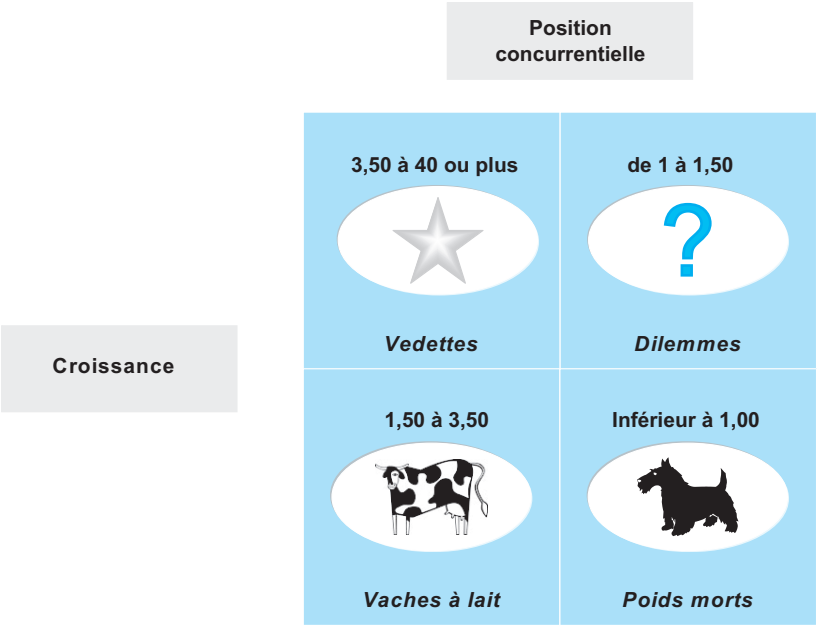 Position
concurrentielle
3,50 à 40 ou plus
de 1 à 1,50
?
Vedettes
Dilemmes
Croissance
1,50 à 3,50
Inférieur à 1,00
Vaches à lait
Poids morts